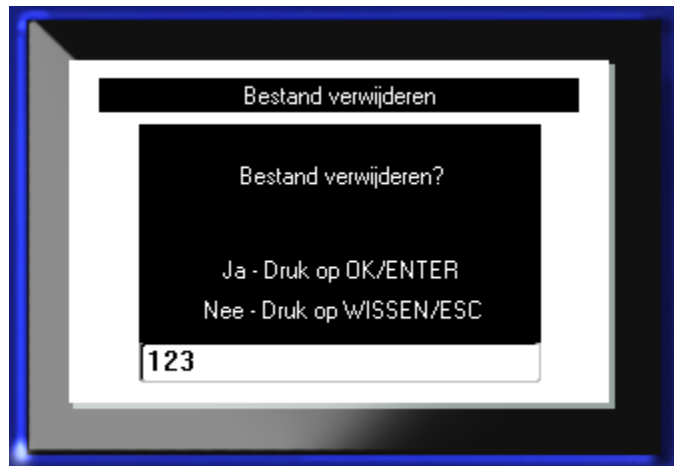 Bestand verwijderen
Bestand verwijderen?
Ja - Druk op OK/ENTER
Nee - Druk op WISSEN/ESC
123